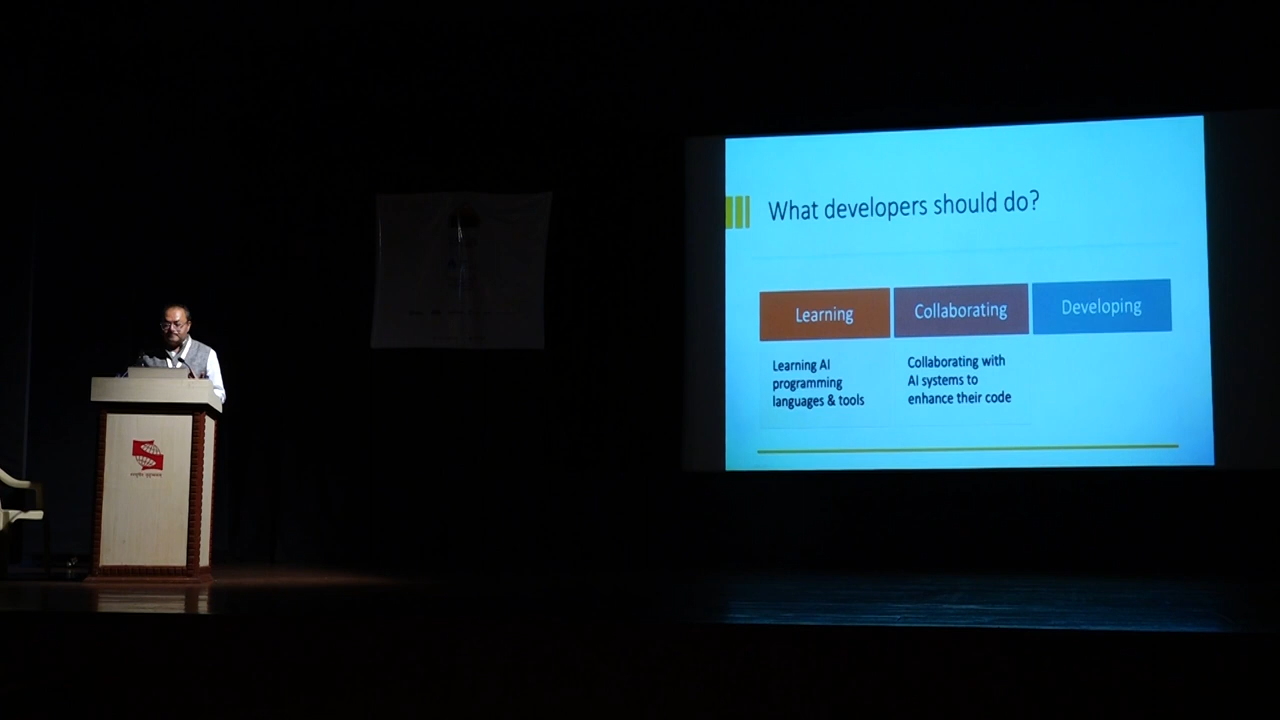 What developers should do?
Learning
Collaborating
Developing
Learning AI
programming
languages & tools
Collaborating with
AI systems to
enhance their code